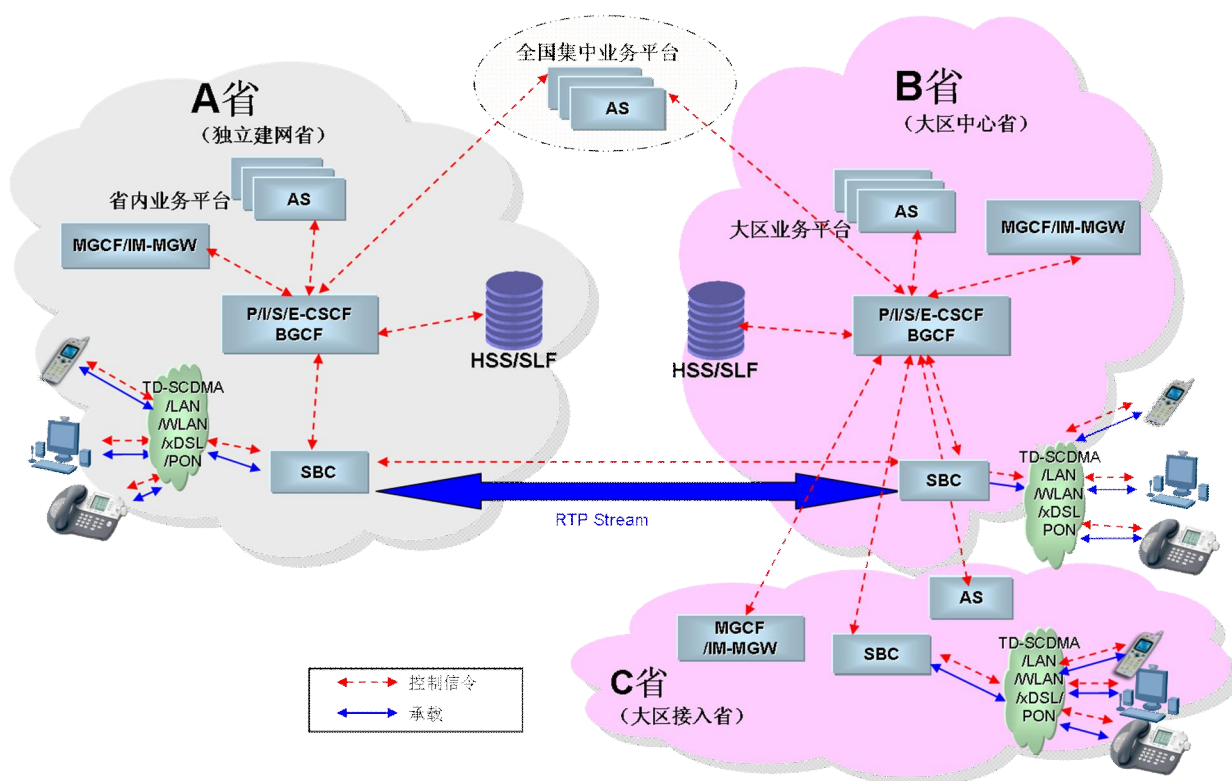 全国集中业务平台
AS
A省
（独立建网省）
省内业务平台
AS
MGCF/IM-MGW
P/I/S/E-CSCF
BGCF
HSS/SLF
TD-SCDMA
/LAN
/WLAN
/xDSL
/PON
SBC
B省
（大区中心省）
大区业务平台
AS
MGCF/IM-MGW
P/I/S/E-CSCF
BGCF
HSS/SLF
SBC
TD-SCDMA
/LAN
/WLAN
/xDSL
PON
RTP Stream
AS
MGCF
/IM-MGW
SBC
TD-SCDMA
/LAN
/WLAN
/xDSL/
PON
C省
（大区接入省）
控制信令
承载